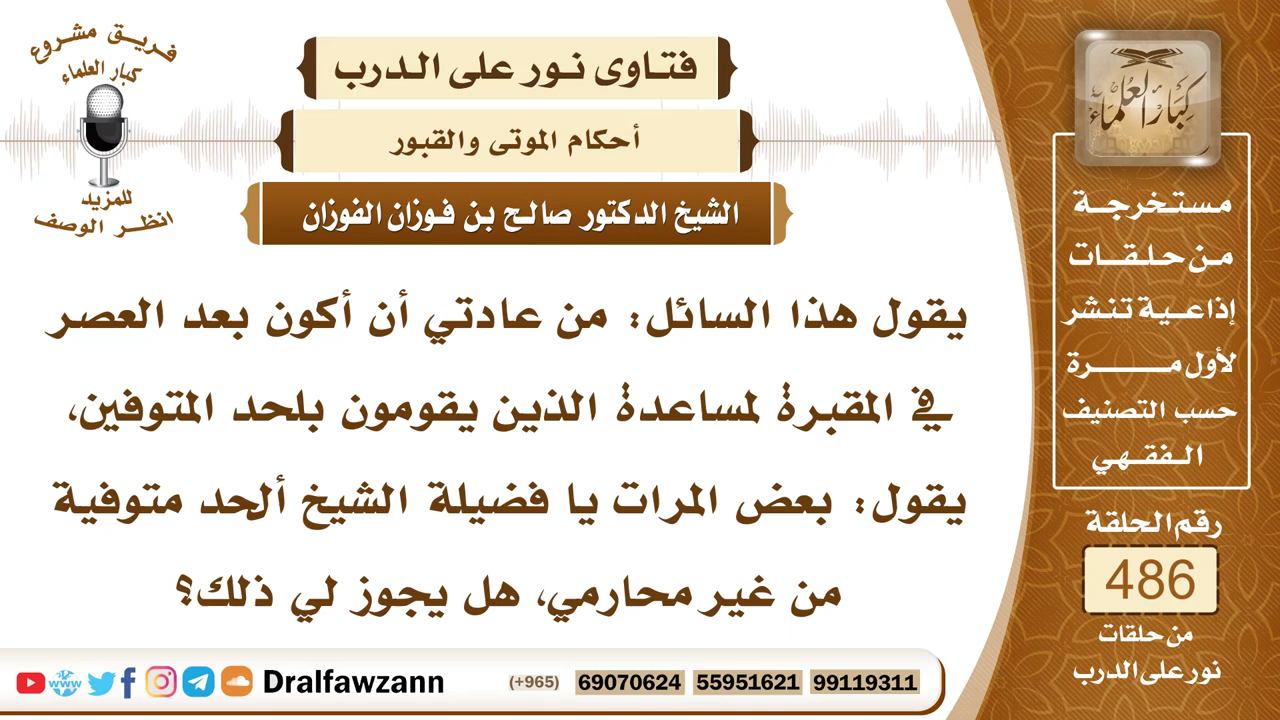 فريق مشروع
كبار العلماء
للمزيد
انظر الوصف
فتاوى نور على الدرب
أحكام الموتى والقبور
الشيخ الدكتور صالح بن فوزان الفوزان
يقول هذا السائل: من عادتي أن أكون بعد العصر
في المقبرة لمساعدة الذين يقومون بلحد المتوفين،
يقول: بعض المرات يا فضيلة الشيخ ألحد متوفية
من غير محارمي، هل يجوز لي ذلك؟
كبار العلماء
مستخرجة
من حلقات
إذاعية تنشر
لأول مرة
حسب التصنيف
الفقهي
رقم الحلقة
486
من حلقات
نور على الدرب
www Dralfawzann (+965) 69070624 55951621 99119311